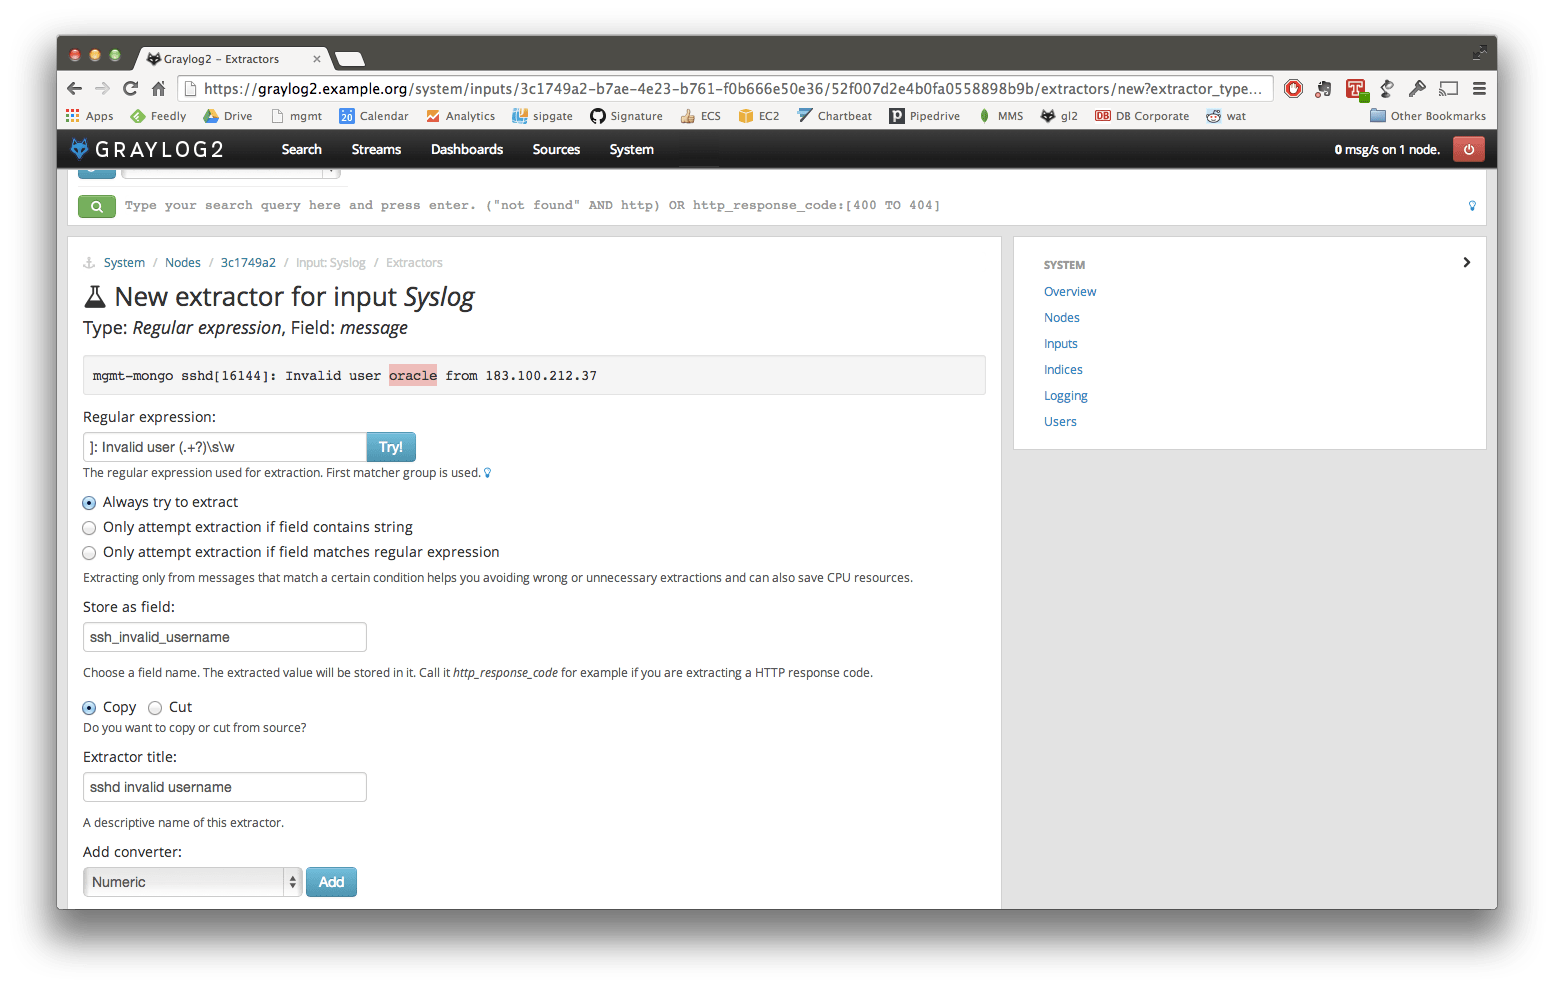 Graylog2 – Extractors
https://graylog2.example.org/system/inputs/3c1749a2-b7ae-4e23-b761-f0b666e50e36/52f007d2e4b0fa0558898b9b/extractors/new?extractor_type...
Apps Feedly Drive mgmt 20 Calendar Analytics sipgate Signature ECS EC2 Chartbeat Pipedrive MMS gl2 DB DB Corporate wat Other Bookmarks
GRAYLOG2 Search Streams Dashboards Sources System 0 msg/s on 1 node.
Type your search query here and press enter. ("not found" AND http) OR http_response_code:[400 TO 404]
System / Nodes / 3c1749a2 / Input: Syslog / Extractors
New extractor for input Syslog
Type: Regular expression, Field: message
mgmt-mongo sshd[16144]: Invalid user oracle from 183.100.212.37
Regular expression:
]: Invalid user (.+?)\s\w Try!
The regular expression used for extraction. First matcher group is used.
Always try to extract
Only attempt extraction if field contains string
Only attempt extraction if field matches regular expression
Extracting only from messages that match a certain condition helps you avoiding wrong or unnecessary extractions and can also save CPU resources.
Store as field:
ssh_invalid_username
Choose a field name. The extracted value will be stored in it. Call it http_response_code for example if you are extracting a HTTP response code.
Copy Cut
Do you want to copy or cut from source?
Extractor title:
sshd invalid username
A descriptive name of this extractor.
Add converter:
Numeric Add
SYSTEM
Overview
Nodes
Inputs
Indices
Logging
Users